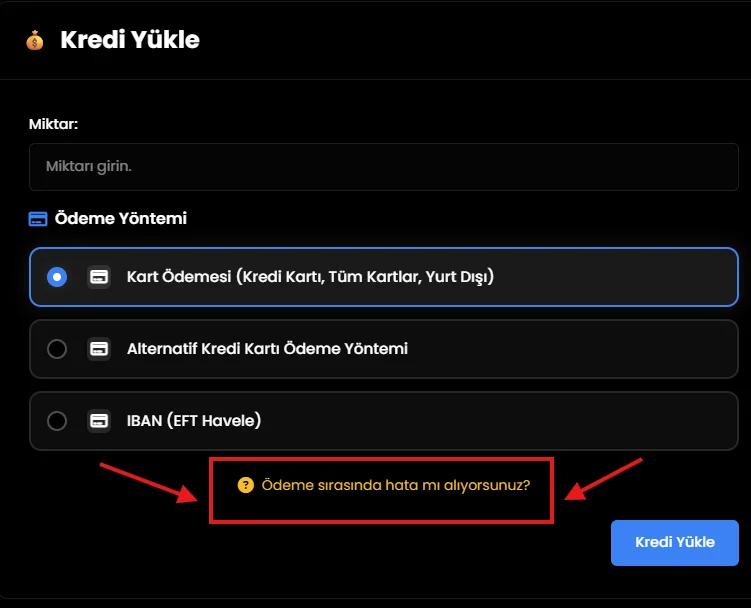 Kredi Yükle
Miktar:
Miktarı girin.
Ödeme Yöntemi
Kart Ödemesi (Kredi Kartı, Tüm Kartlar, Yurt Dışı)
Alternatif Kredi Kartı Ödeme Yöntemi
IBAN (EFT Havele)
Ödeme sırasında hata mı alıyorsunuz?
Kredi Yükle